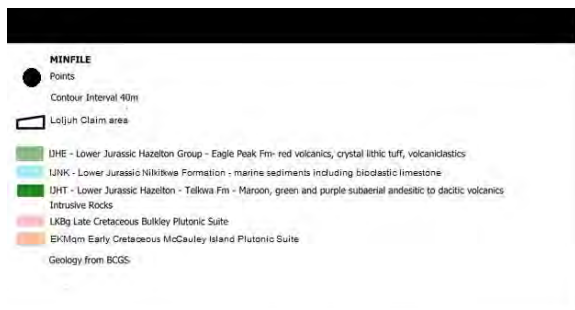 MINFILE
Points
Contour Interval 40m
Loljuh Claim area
IJHE - Lower Jurassic Hazelton Group - Eagle Peak Fm- red volcanics, crystal lithic tuff, volcaniclastics
IJNK - Lower Jurassic Nilkitkwa Formation - marine sediments including bioclastic limestone
IJHT - Lower Jurassic Hazelton - Telkwa Fm - Maroon, green and purple subaerial andesitic to dacitic volcanics
Intrusive Rocks
LKBg Late Cretaceous Bulkley Plutonic Suite
EKMqm Early Cretaceous McCauley Island Plutonic Suite
Geology from BCGS